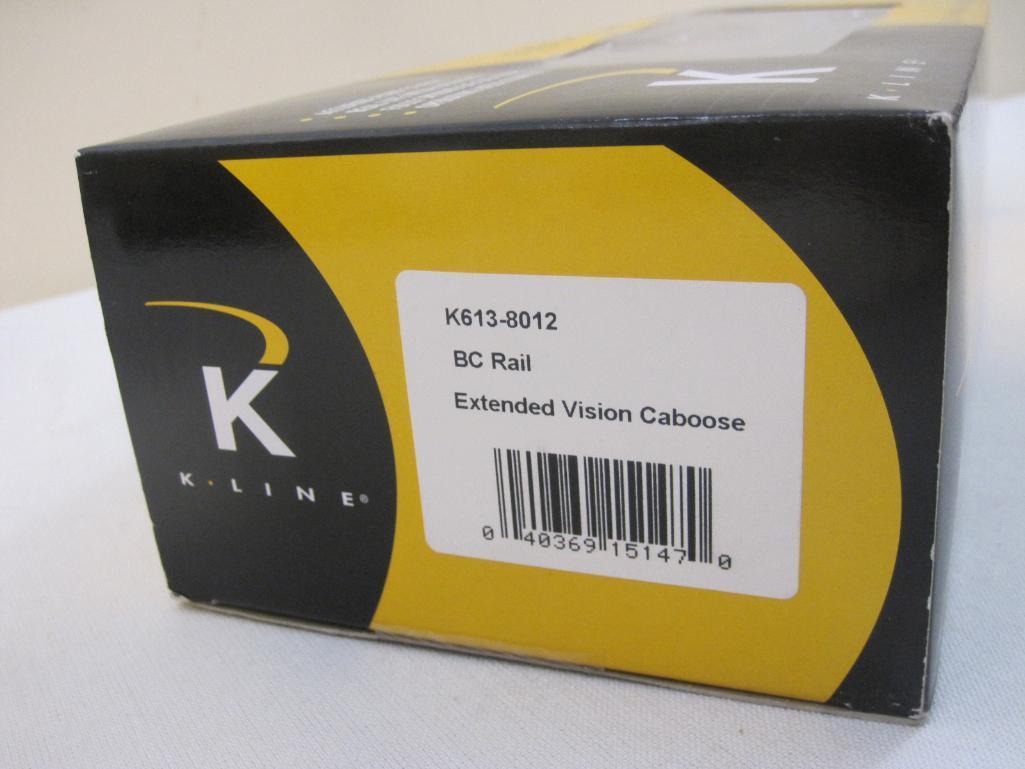 K
K·LINE
K
K·LINE®
K613-8012
BC Rail
Extended Vision Caboose
0 40369 15147 0